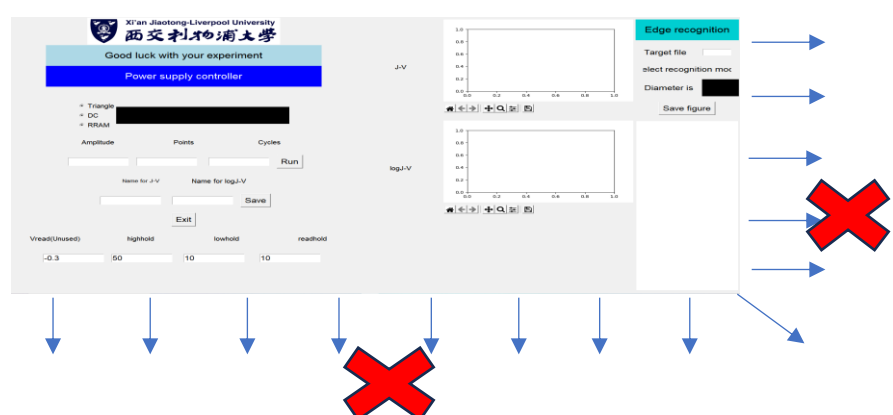 Xi'an Jiaotong-Liverpool University
西交利物浦大學
Good luck with your experiment
Power supply controller
Triangle
DC
RRAM
Amplitude Points Cycles
Run
Name for J-V Name for logJ-V
Save
Exit
Vread(Unused) highhold lowhold readhold
-0.3 50 10 10
J-V
1.0
0.8
0.6
0.4
0.2
0.0
0.0 0.2 0.4 0.6 0.8 1.0
logJ-V
1.0
0.8
0.6
0.4
0.2
0.0
0.0 0.2 0.4 0.6 0.8 1.0
Edge recognition
Target file
elect recognition moc
Diameter is
Save figure